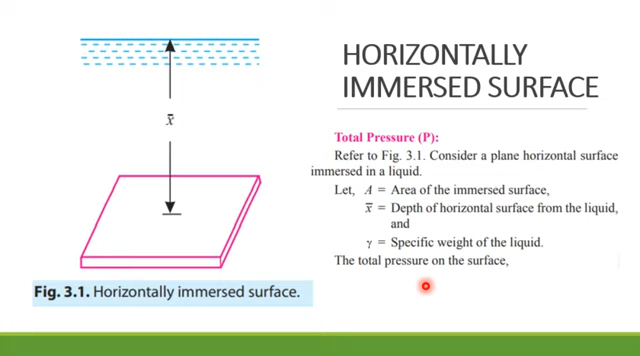 HORIZONTALLY
IMMERSED SURFACE
x̄
Total Pressure (P):
Refer to Fig. 3.1. Consider a plane horizontal surface
immersed in a liquid.
Let, A = Area of the immersed surface,
x̄ = Depth of horizontal surface from the liquid,
and
γ = Specific weight of the liquid.
The total pressure on the surface,
Fig. 3.1. Horizontally immersed surface.